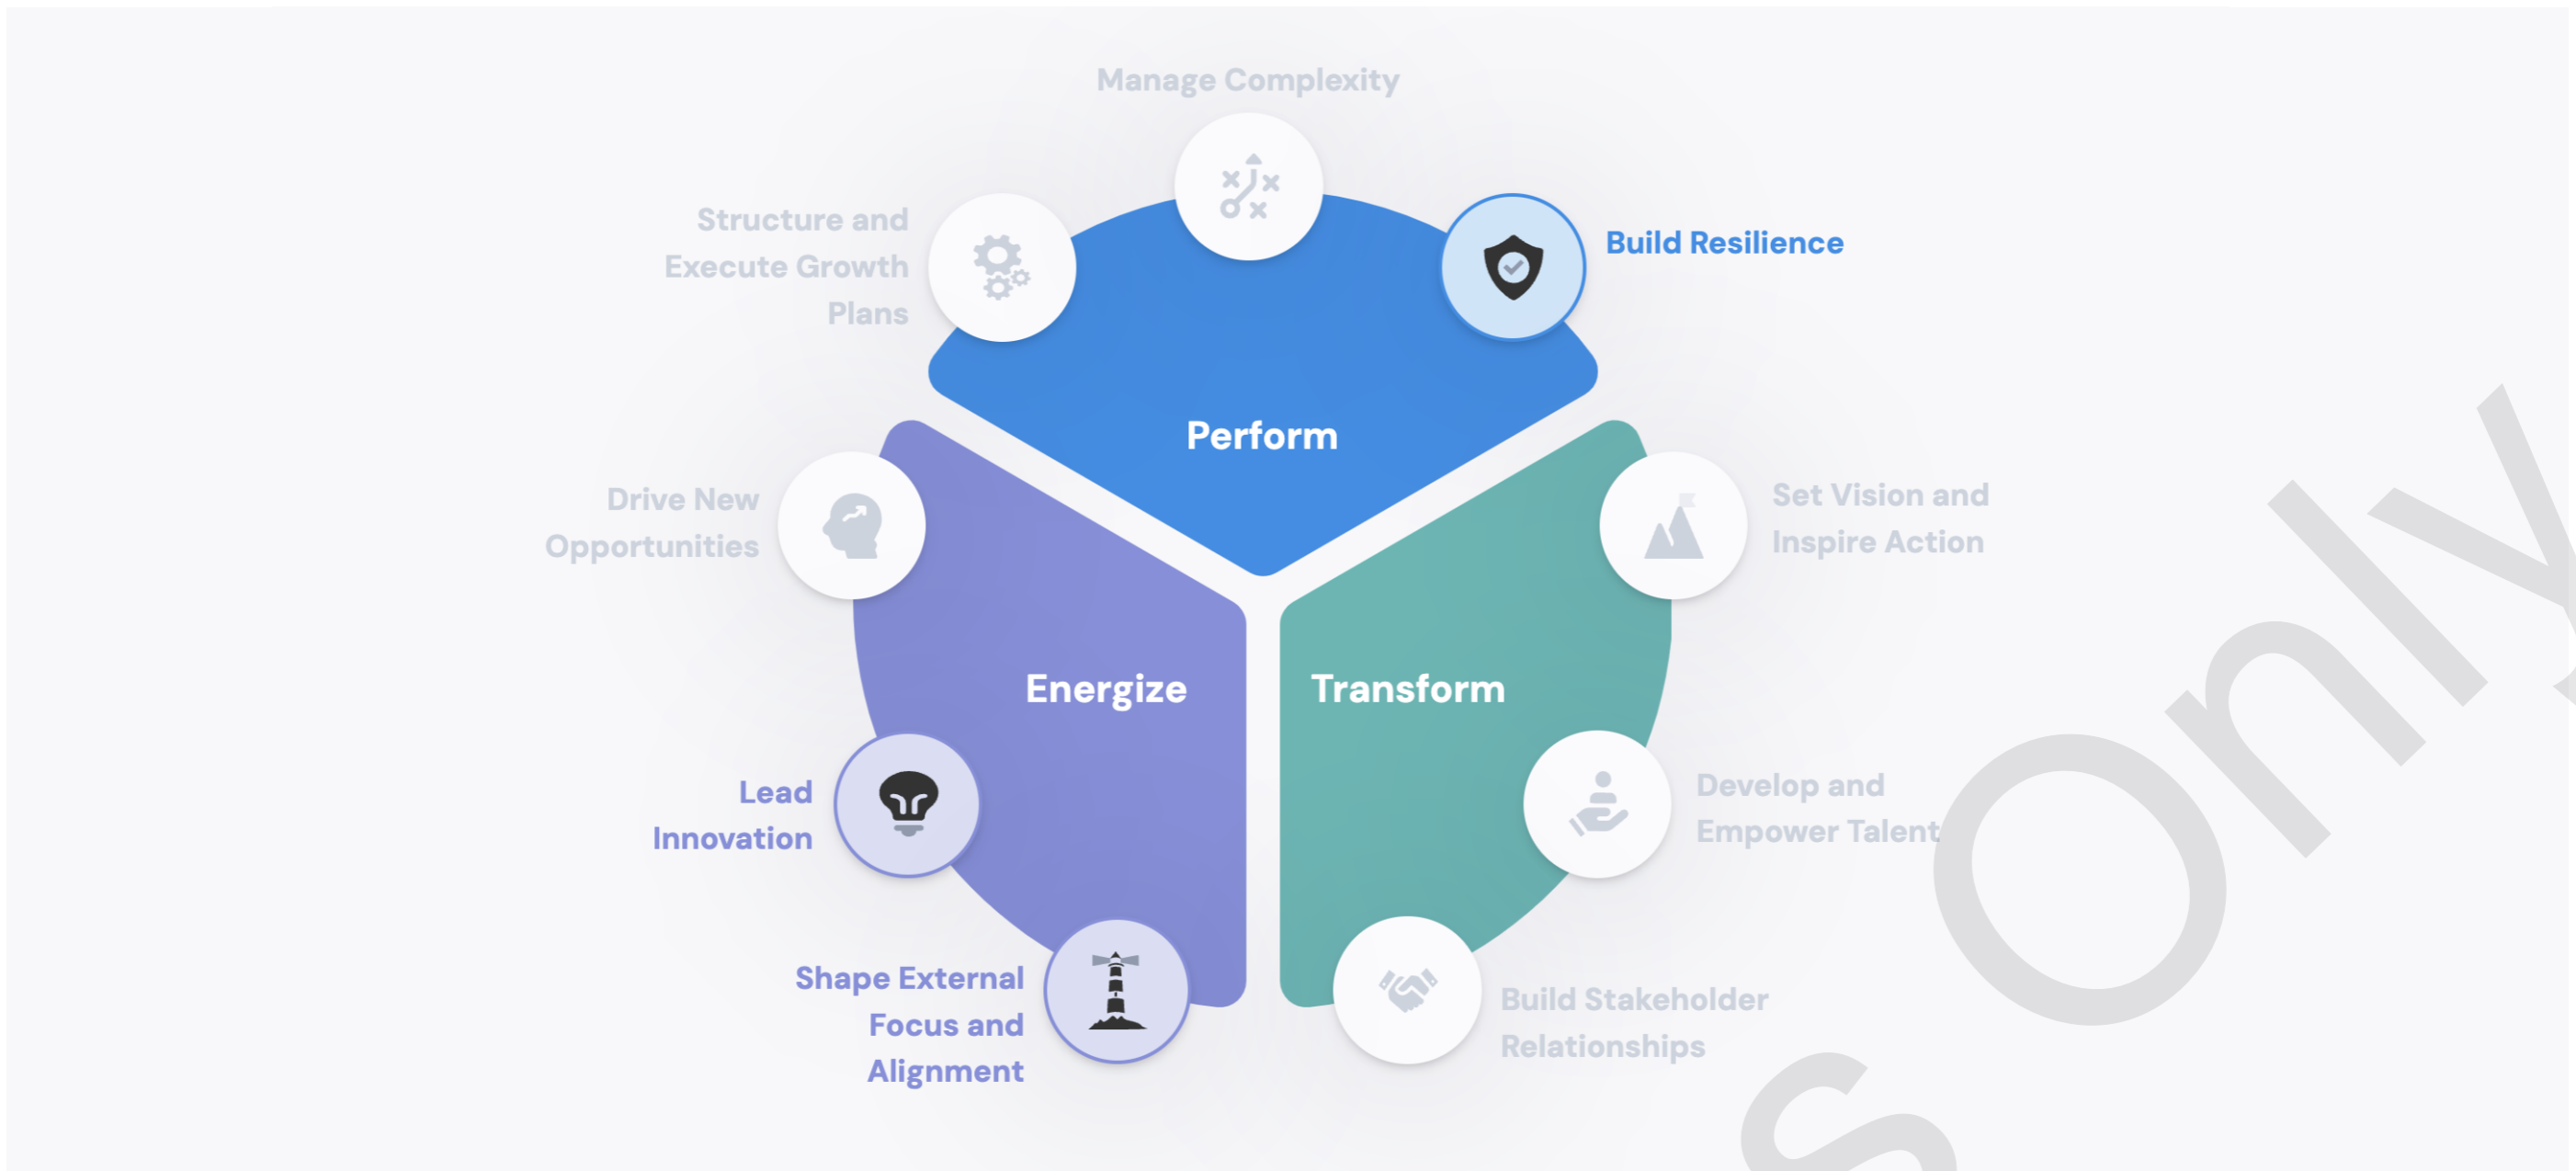 Manage Complexity
Structure and
Execute Growth
Plans
Build Resilience
Perform
Drive New
Opportunities
Set Vision and
Inspire Action
Energize
Transform
Lead
Innovation
Develop and
Empower Talent
Shape External
Focus and
Alignment
Build Stakeholder
Relationships
s Only